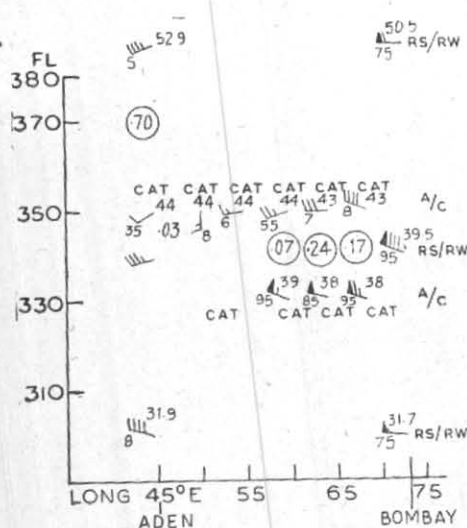 52.9
5
50.5
75 RS/RW
FL
380
370
70
CAT CAT CAT CAT CAT CAT
44 44 44 44 43 43 A/C
350
35 .03 8 6 55 7 8
07 .24 .17 39.5
95 RS/RW
39 38 38
95 85 95 A/C
330
CAT CAT CAT CAT
310
31.9
8
31.7
75 RS/RW
LONG 45°E 55 65 75
ADEN BOMBAY